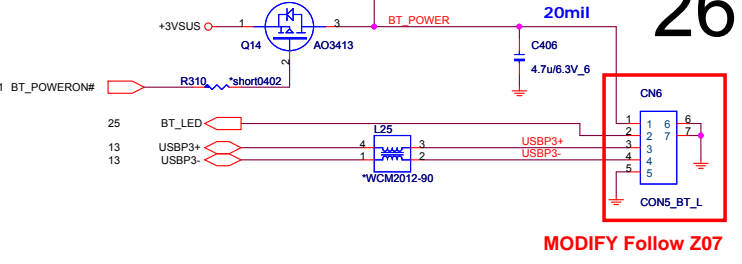 26
20mil
+3VSUS 1 3 BT_POWER
Q14 AO3413
2
C406
4.7u/6.3V_6
1 BT_POWERON# R310 *short0402
CN6
25 BT_LED
L25
13 USBP3+ 4 3 USBP3+
13 USBP3- 1 2 USBP3-
*WCM2012-90
1 1 6 6
2 2 7 7
3 3
4 4
5 5
CON5_BT_L
MODIFY Follow Z07